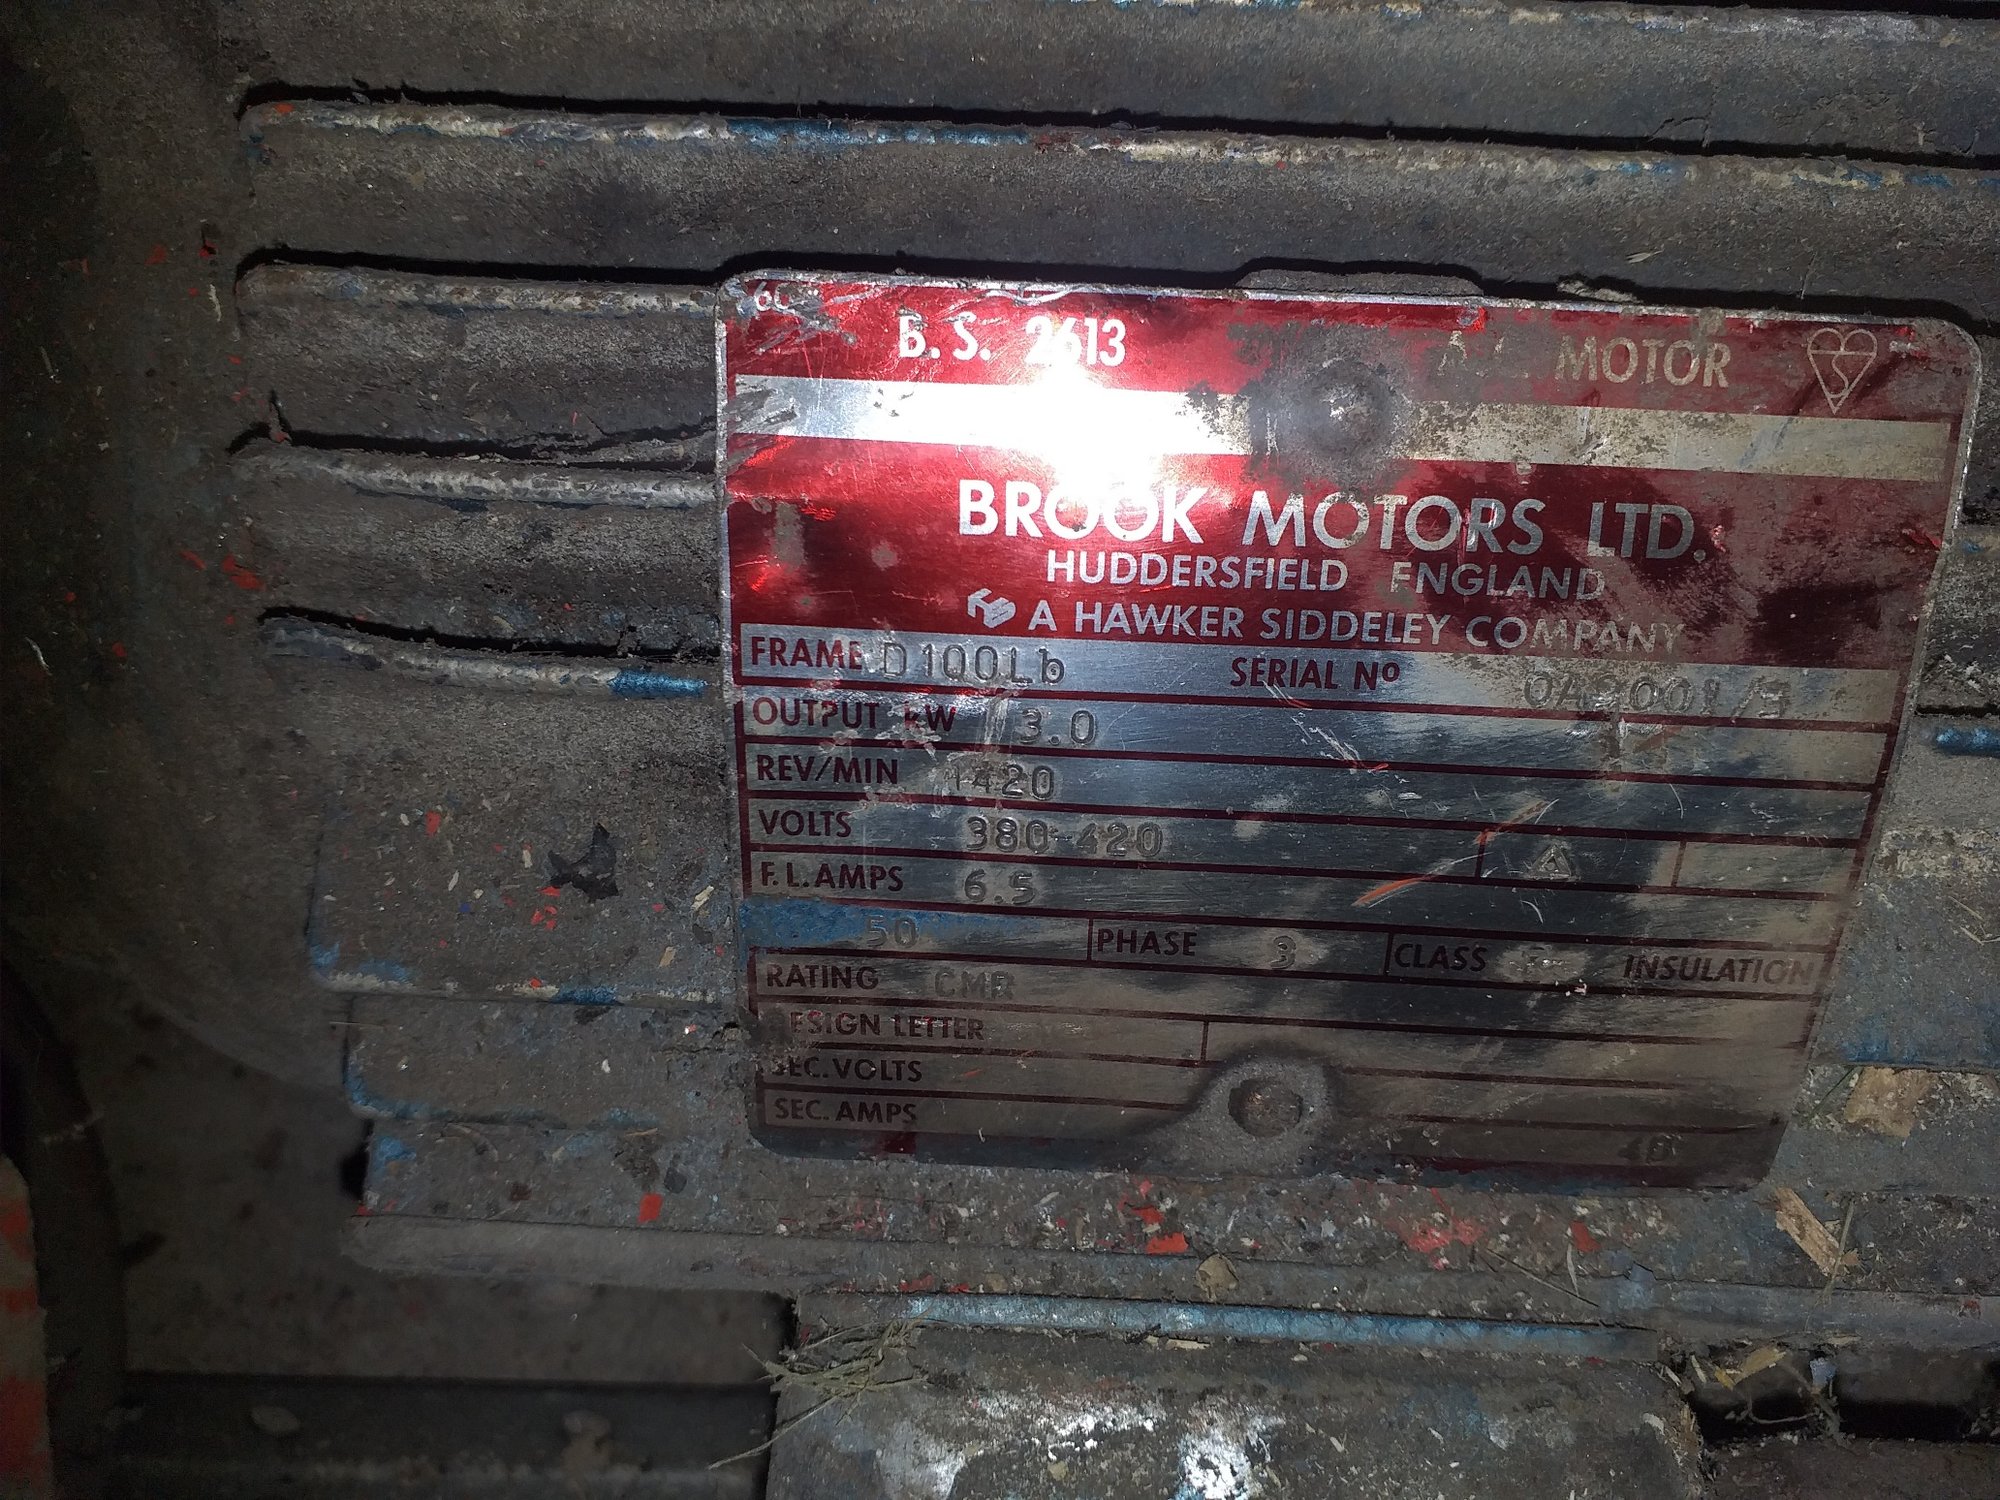 B.S. 2613 MOTOR
BROOK MOTORS LTD.
HUDDERSFIELD ENGLAND
A HAWKER SIDDELEY COMPANY
FRAME D100Lb SERIAL Nº
OUTPUT kW 3.0
REV/MIN 1420
VOLTS 380-420 Δ
F.L.AMPS 6.5
50 PHASE 3 CLASS INSULATION
RATING CMR
DESIGN LETTER
SEC.VOLTS
SEC.AMPS